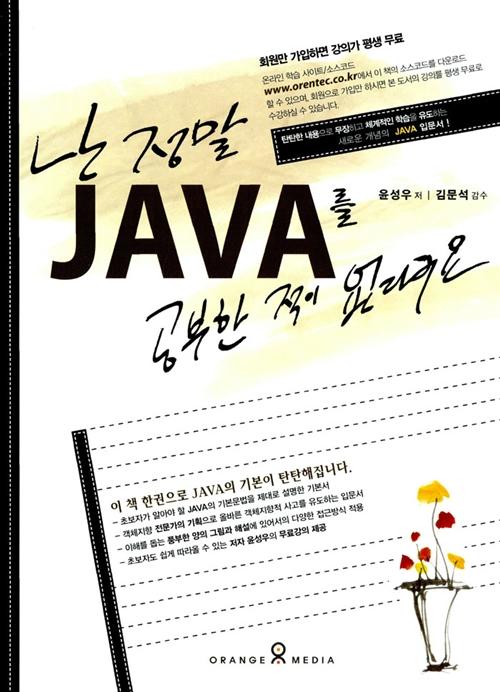 회원만 가입하면 강의가 평생 무료
온라인 학습 사이트/소스코드
www.orentec.co.kr에서 이 책의 소스코드를 다운로드
할 수 있으며, 회원으로 가입만 하시면 본 도서의 강의를 평생 무료로
수강하실 수 있습니다.
탄탄한 내용으로 무장하고 체계적인 학습을 유도하는
새로운 개념의 JAVA 입문서 !
난 정말
JAVA를
윤성우 저 | 김문석 감수
공부한 적이 없다구요
이 책 한권으로 JAVA의 기본이 탄탄해집니다.
- 초보자가 알아야 할 JAVA의 기본문법을 제대로 설명한 기본서
- 객체지향 전문가의 기획으로 올바른 객체지향적 사고를 유도하는 입문서
- 이해를 돕는 풍부한 양의 그림과 해설에 있어서의 다양한 접근방식 적용
- 초보자도 쉽게 따라올 수 있는 저자 윤성우의 무료강의 제공
ORANGE MEDIA